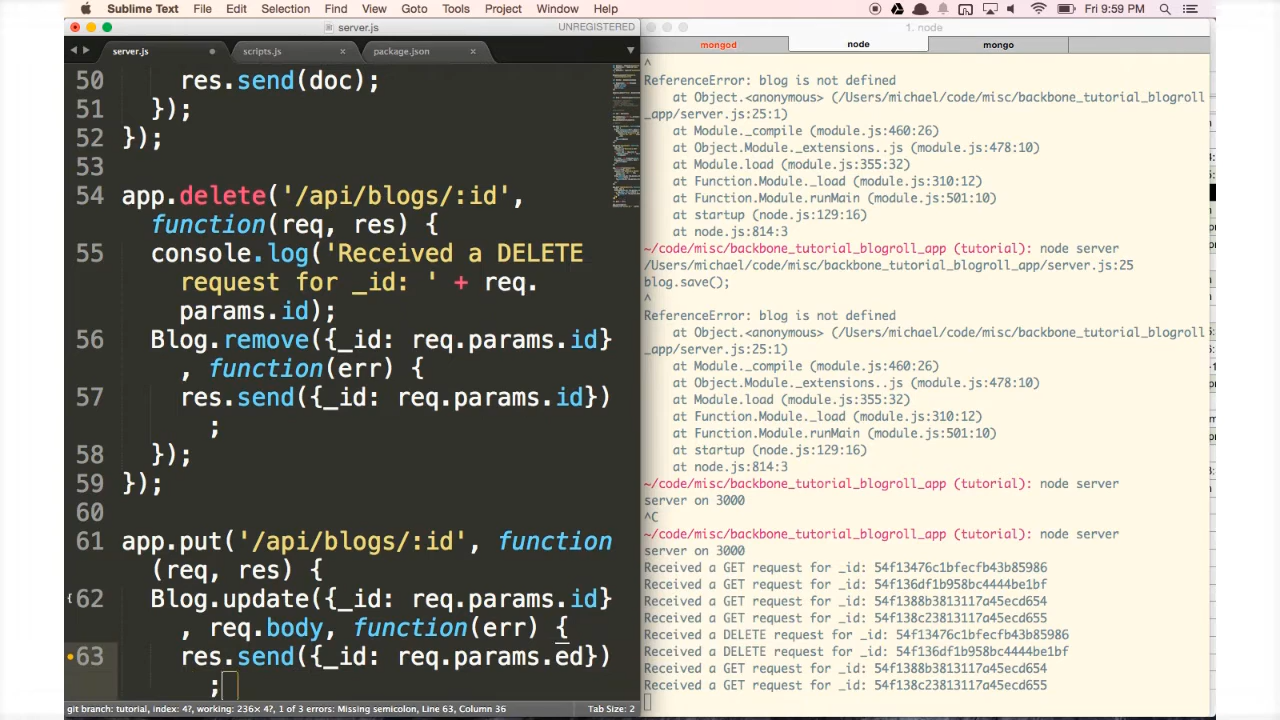 Sublime Text File Edit Selection Find View Goto Tools Project Window Help Fri 9:59 PM
server.js UNREGISTERED
server.js scripts.js × package.json ×
50 res.send(doc);
51 });
52 });
53
54 app.delete('/api/blogs/:id',
function(req, res) {
55 console.log('Received a DELETE
request for _id: ' + req.
params.id);
56 Blog.remove({_id: req.params.id}
, function(err) {
57 res.send({_id: req.params.id})
;
58 });
59 });
60
61 app.put('/api/blogs/:id', function
(req, res) {
62 Blog.update({_id: req.params.id}
, req.body, function(err) {
63 res.send({_id: req.params.ed})
;
git branch: tutorial, index: 4?, working: 236× 4?, 1 of 3 errors: Missing semicolon, Line 63, Column 36 Tab Size: 2
1. node
mongod node mongo
^
ReferenceError: blog is not defined
at Object.<anonymous> (/Users/michael/code/misc/backbone_tutorial_blogroll
_app/server.js:25:1)
at Module._compile (module.js:460:26)
at Object.Module._extensions..js (module.js:478:10)
at Module.load (module.js:355:32)
at Function.Module._load (module.js:310:12)
at Function.Module.runMain (module.js:501:10)
at startup (node.js:129:16)
at node.js:814:3
~/code/misc/backbone_tutorial_blogroll_app (tutorial): node server
/Users/michael/code/misc/backbone_tutorial_blogroll_app/server.js:25
blog.save();
^
ReferenceError: blog is not defined
at Object.<anonymous> (/Users/michael/code/misc/backbone_tutorial_blogroll
_app/server.js:25:1)
at Module._compile (module.js:460:26)
at Object.Module._extensions..js (module.js:478:10)
at Module.load (module.js:355:32)
at Function.Module._load (module.js:310:12)
at Function.Module.runMain (module.js:501:10)
at startup (node.js:129:16)
at node.js:814:3
~/code/misc/backbone_tutorial_blogroll_app (tutorial): node server
server on 3000
^C
~/code/misc/backbone_tutorial_blogroll_app (tutorial): node server
server on 3000
Received a GET request for _id: 54f13476c1bfecfb43b85986
Received a GET request for _id: 54f136df1b958bc4444be1bf
Received a GET request for _id: 54f1388b3813117a45ecd654
Received a GET request for _id: 54f138c23813117a45ecd655
Received a DELETE request for _id: 54f13476c1bfecfb43b85986
Received a DELETE request for _id: 54f136df1b958bc4444be1bf
Received a GET request for _id: 54f1388b3813117a45ecd654
Received a GET request for _id: 54f138c23813117a45ecd655